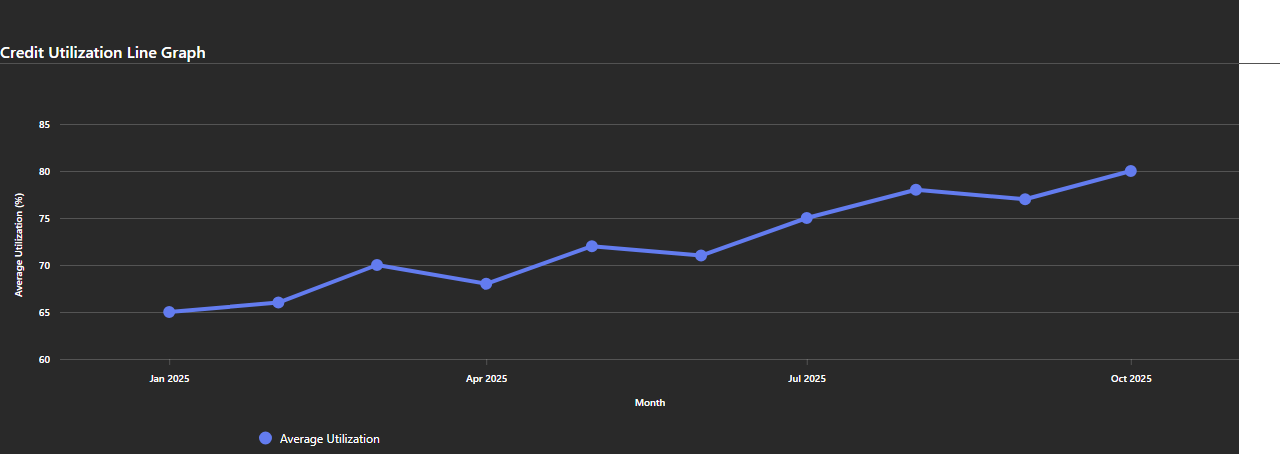 Credit Utilization Line Graph
85
80
75
70
65
60
Average Utilization (%)
Jan 2025 Apr 2025 Jul 2025 Oct 2025
Month
Average Utilization